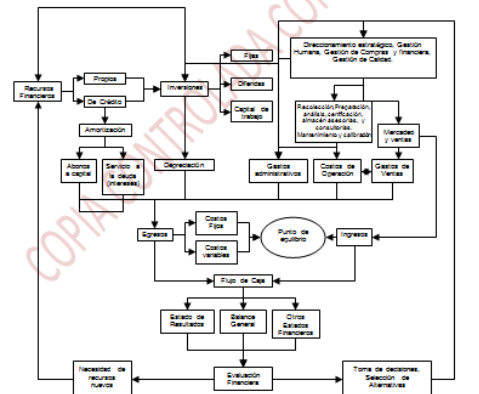 Direccionamiento estratégico, Gestión
Humana, Gestión de Compras y financiera,
Gestión de Calidad.
Recursos
Financieros
Propios
De Crédito
Inversiones
Fijas
Diferidas
Capital de
trabajo
Recolección, Preparación,
análisis, certificación,
almacén asesorías, y
consultorías,
Mantenimiento y calibración
Mercadeo
y ventas
Amortización
Abonos
a capital
Servicio a
la deuda
(intereses)
Depreciación
Gastos
administrativos
Costos de
Operación
Gastos de
Ventas
Egresos
Costos
Fijos
Costos
variables
Punto de
equilibrio
Ingresos
Flujo de Caja
Estado de
Resultados
Balance
General
Otros
Estados
Financieros
Necesidad de
recursos
nuevos
Evaluación
Financiera
Toma de decisiones,
Selección de
Alternativas
COPIA CONTROLADA